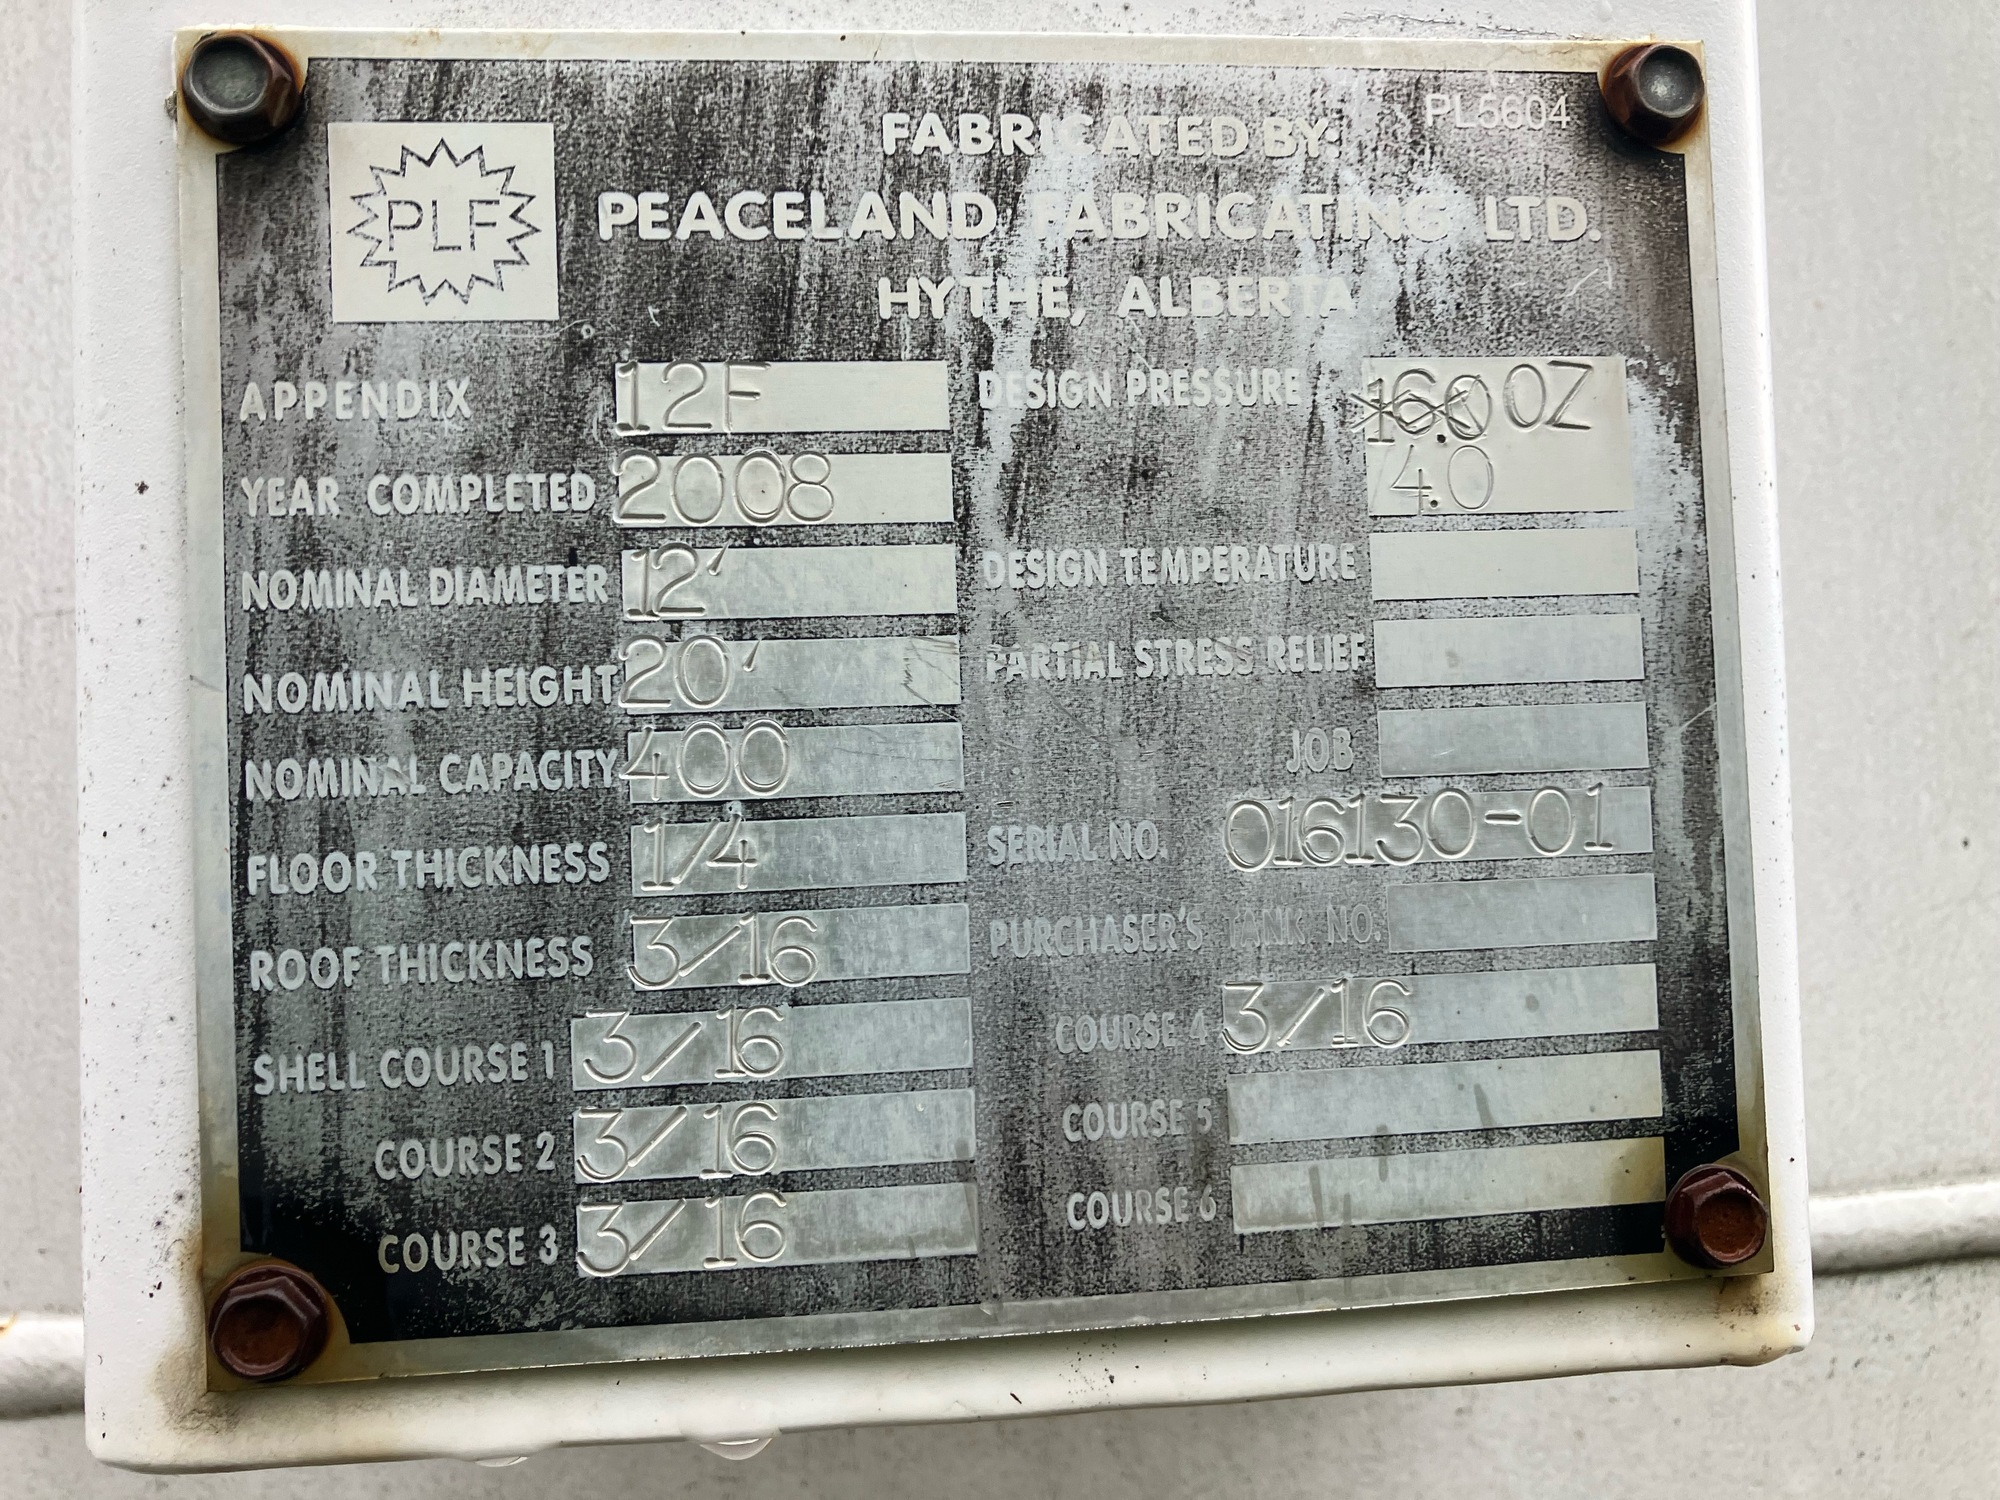 PL5604
FABRICATED BY:
PLF
PEACELAND FABRICATING LTD.
HYTHE, ALBERTA
APPENDIX 12F
DESIGN PRESSURE 16.0 OZ
4.0
YEAR COMPLETED 2008
NOMINAL DIAMETER 12'
DESIGN TEMPERATURE
NOMINAL HEIGHT 20'
PARTIAL STRESS RELIEF
NOMINAL CAPACITY 400
JOB
FLOOR THICKNESS 1/4
SERIAL NO. 016130-01
ROOF THICKNESS 3/16
PURCHASER'S TANK NO.
SHELL COURSE 1 3/16
COURSE 4 3/16
COURSE 2 3/16
COURSE 5
COURSE 3 3/16
COURSE 6